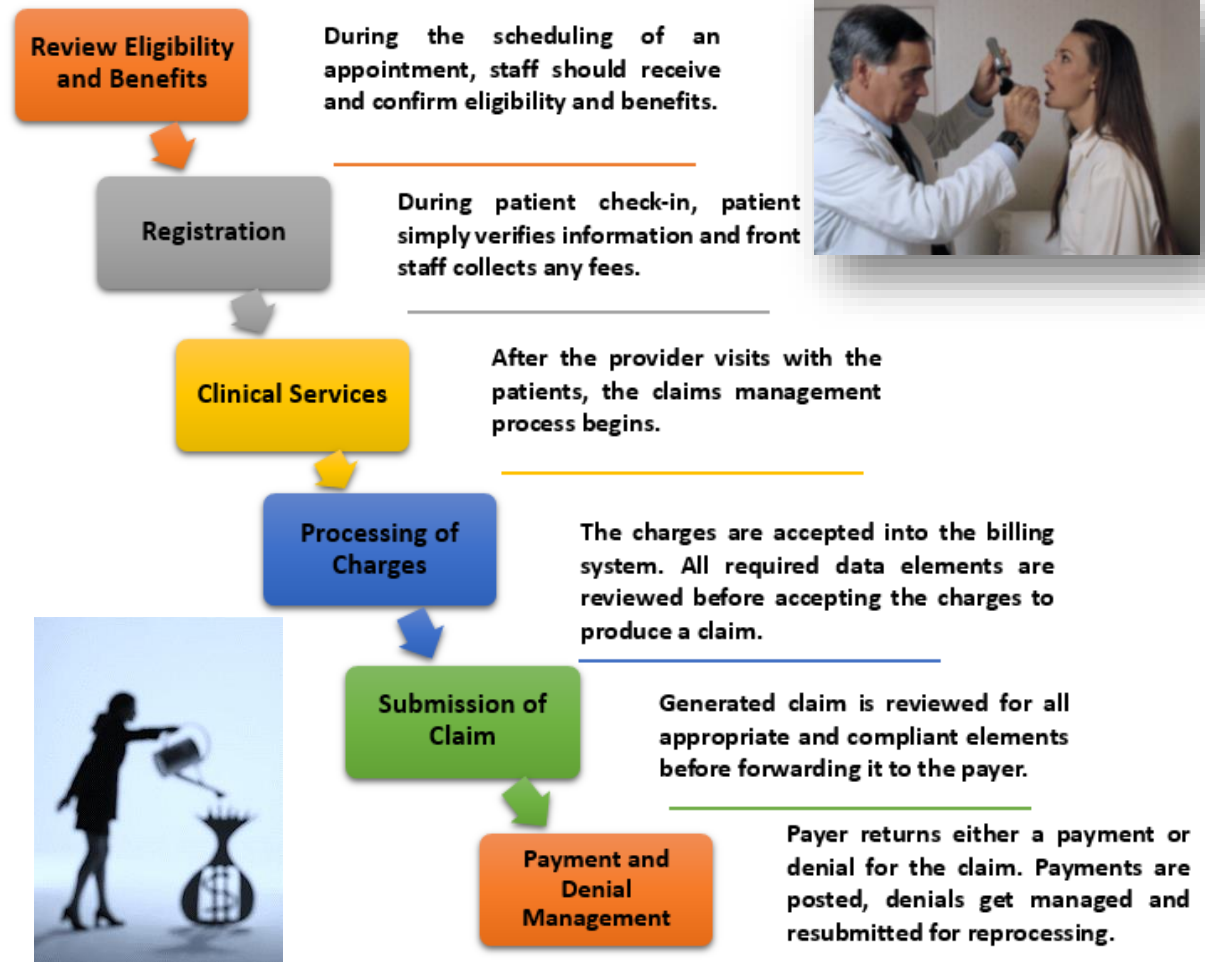 Review Eligibility
and Benefits
During the scheduling of an
appointment, staff should receive
and confirm eligibility and benefits.
Registration
During patient check-in, patient
simply verifies information and front
staff collects any fees.
Clinical Services
After the provider visits with the
patients, the claims management
process begins.
Processing of
Charges
The charges are accepted into the billing
system. All required data elements are
reviewed before accepting the charges to
produce a claim.
Submission of
Claim
Generated claim is reviewed for all
appropriate and compliant elements
before forwarding it to the payer.
Payment and
Denial
Management
Payer returns either a payment or
denial for the claim. Payments are
posted, denials get managed and
resubmitted for reprocessing.
$